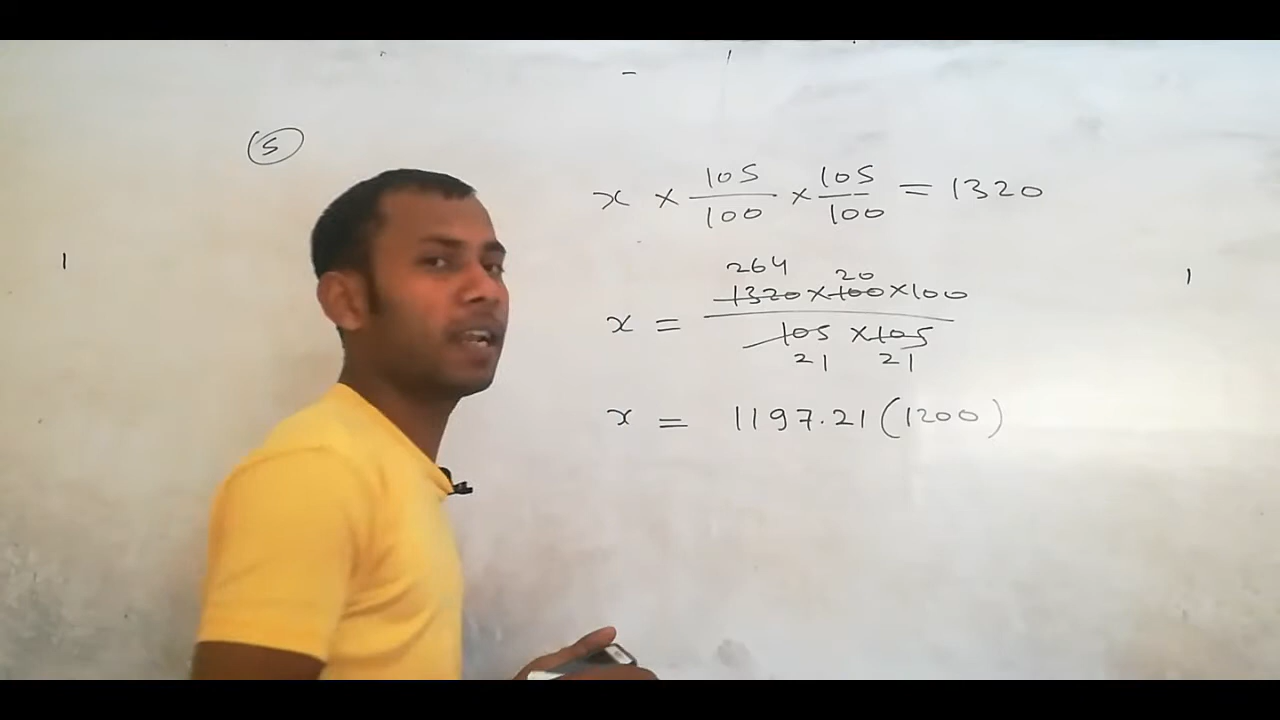 5
x × 105/100 × 105/100 = 1320
264 20
x = 1320×100×100 / 105 ×105
21 21
x = 1197.21(1200)